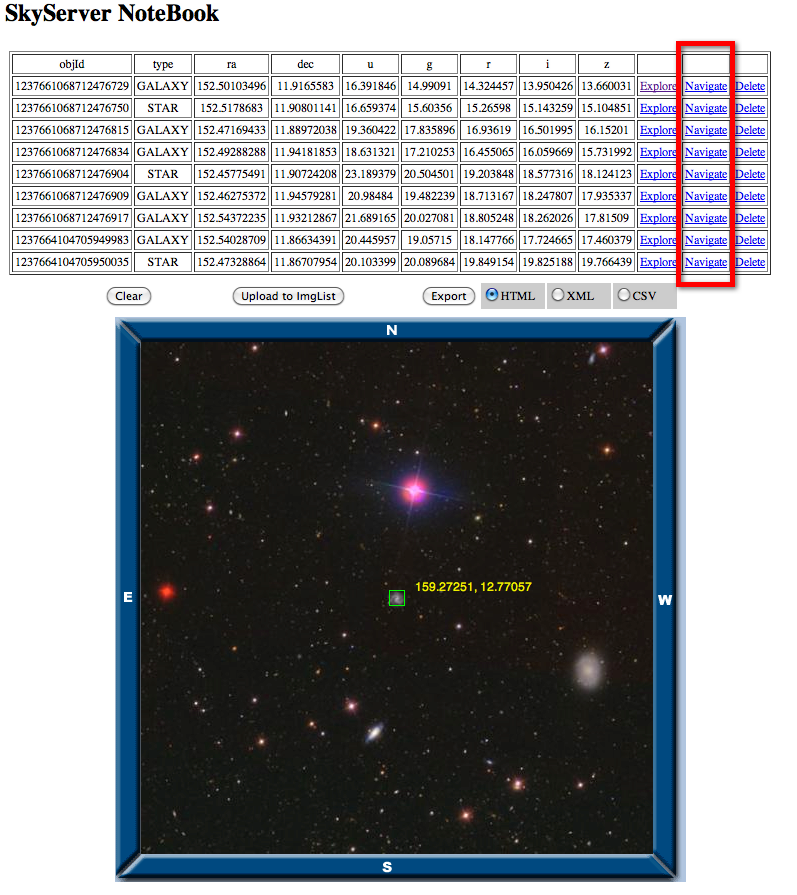 SkyServer NoteBook
objId type ra dec u g r i z
1237661068712476729 GALAXY 152.50103496 11.9165583 16.391846 14.99091 14.324457 13.950426 13.660031 Explore Navigate Delete
1237661068712476750 STAR 152.5178683 11.90801141 16.659374 15.60356 15.26598 15.143259 15.104851 Explore Navigate Delete
1237661068712476815 GALAXY 152.47169433 11.88972038 19.360422 17.835896 16.93619 16.501995 16.15201 Explore Navigate Delete
1237661068712476834 GALAXY 152.49288288 11.94181853 18.631321 17.210253 16.455065 16.059669 15.731992 Explore Navigate Delete
1237661068712476904 STAR 152.45775491 11.90724208 23.189379 20.504501 19.203848 18.577316 18.124123 Explore Navigate Delete
1237661068712476909 GALAXY 152.46275372 11.94579281 20.98484 19.482239 18.713167 18.247807 17.935337 Explore Navigate Delete
1237661068712476917 GALAXY 152.54372235 11.93212867 21.689165 20.027081 18.805248 18.262026 17.81509 Explore Navigate Delete
1237664104705949983 GALAXY 152.54028709 11.86634391 20.445957 19.05715 18.147766 17.724665 17.460379 Explore Navigate Delete
1237664104705950035 STAR 152.47328864 11.86707954 20.103399 20.089684 19.849154 19.825188 19.766439 Explore Navigate Delete
Clear Upload to ImgList Export HTML XML CSV
N
159.27251, 12.77057
E W
S